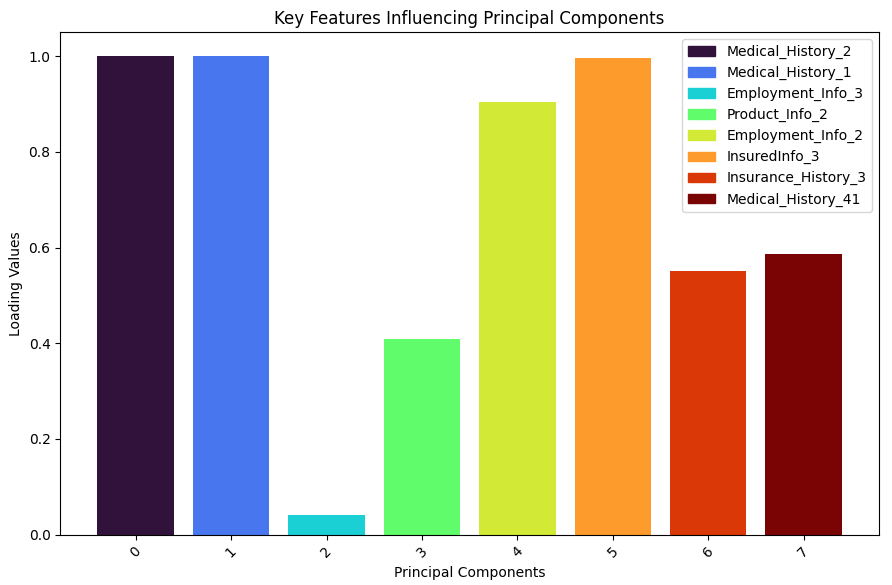 Key Features Influencing Principal Components
Medical_History_2
Medical_History_1
Employment_Info_3
Product_Info_2
Employment_Info_2
InsuredInfo_3
Insurance_History_3
Medical_History_41
Loading Values
1.0
0.8
0.6
0.4
0.2
0.0
0 1 2 3 4 5 6 7
Principal Components